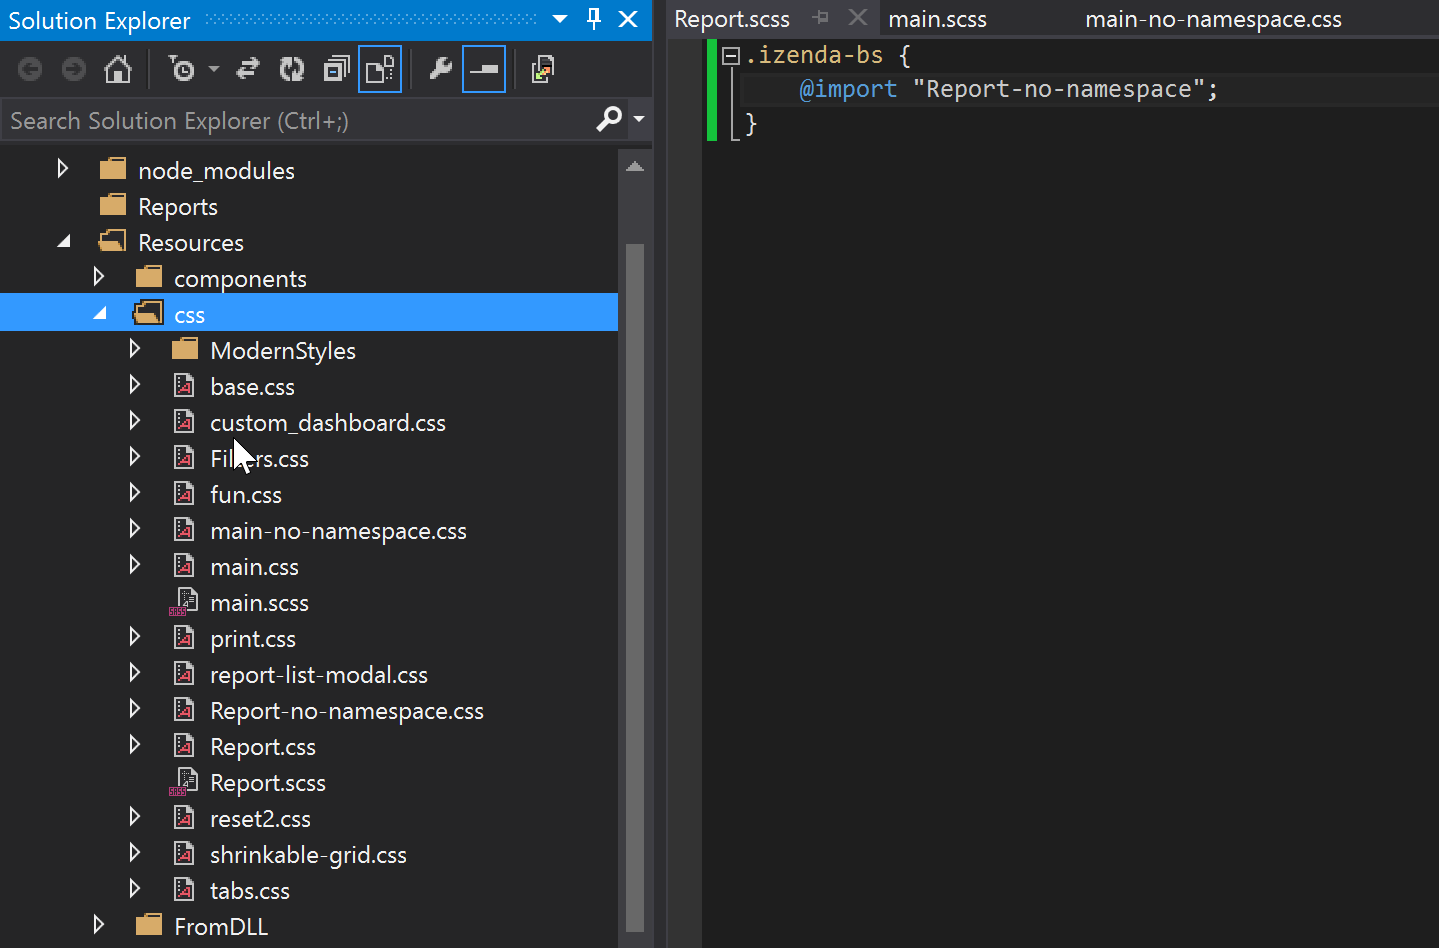 Solution Explorer
Search Solution Explorer (Ctrl+;)
node_modules
Reports
Resources
components
css
ModernStyles
base.css
custom_dashboard.css
Filters.css
fun.css
main-no-namespace.css
main.css
main.scss
print.css
report-list-modal.css
Report-no-namespace.css
Report.css
Report.scss
reset2.css
shrinkable-grid.css
tabs.css
FromDLL
Report.scss main.scss main-no-namespace.css
.izenda-bs {
@import "Report-no-namespace";
}